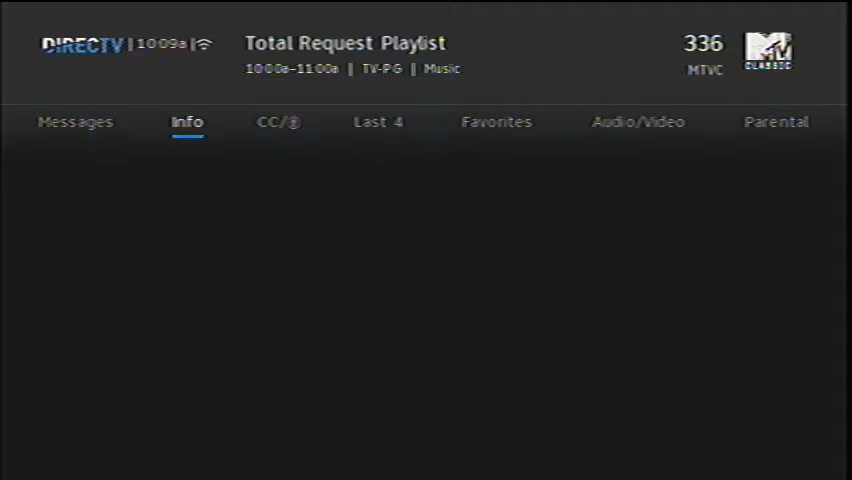 DIRECTV | 10:09a |
Total Request Playlist
10:00a-11:00a | TV-PG | Music
336
MTVC
MTV
CLASSIC
Messages Info CC/ Last 4 Favorites Audio/Video Parental